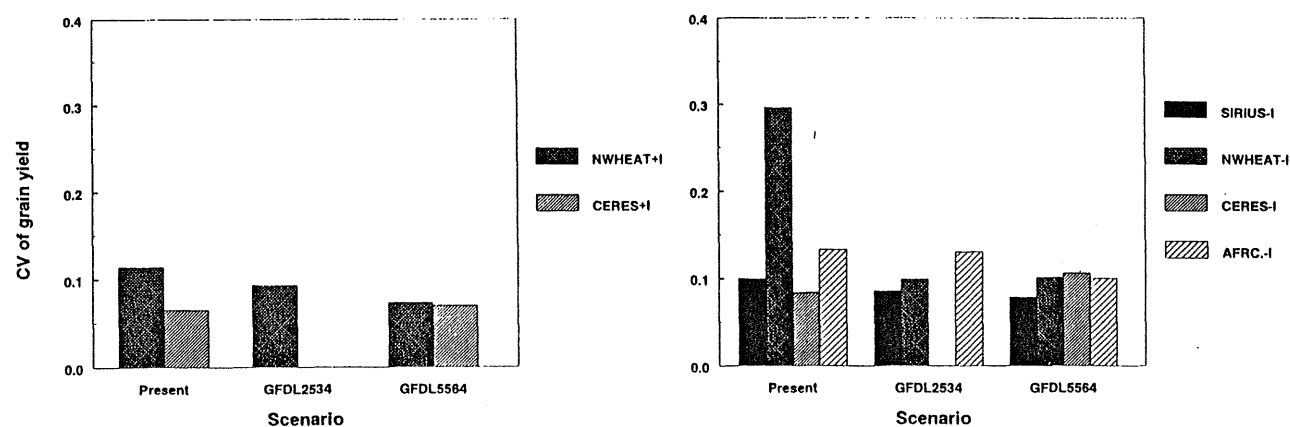 0.4
0.3
0.2
0.1
0.0
CV of grain yield
Present GFDL2534 GFDL5564
Scenario
NWHEAT+I
CERES+I
0.4
0.3
0.2
0.1
0.0
Present GFDL2534 GFDL5564
Scenario
SIRIUS-I
NWHEAT-I
CERES-I
AFRC.-I